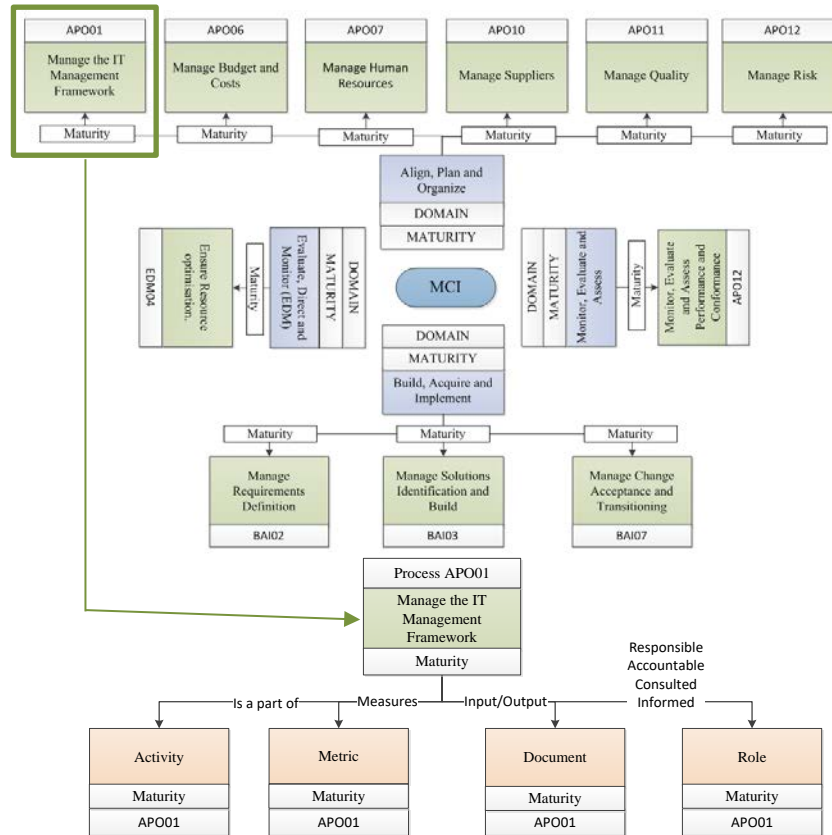 APO01
Manage the IT
Management
Framework
Maturity
APO06
Manage Budget and
Costs
Maturity
APO07
Manage Human
Resources
Maturity
APO10
Manage Suppliers
Maturity
APO11
Manage Quality
Maturity
APO12
Manage Risk
Maturity
Align, Plan and
Organize
DOMAIN
MATURITY
EDM04
Ensure Resource
optimisation.
Maturity
Evaluate, Direct and
Monitor (EDM)
MATURITY
DOMAIN
MCI
DOMAIN
MATURITY
Monitor, Evaluate and
Assess
Maturity
Monitor, Evaluate
and Assess
Performance and
Conformance
APO12
DOMAIN
MATURITY
Build, Acquire and
Implement
Maturity
Manage
Requirements
Definition
BAI02
Maturity
Manage Solutions
Identification and
Build
BAI03
Maturity
Manage Change
Acceptance and
Transitioning
BAI07
Process APO01
Manage the IT
Management
Framework
Maturity
Is a part of
Measures
Input/Output
Responsible
Accountable
Consulted
Informed
Activity
Maturity
APO01
Metric
Maturity
APO01
Document
Maturity
APO01
Role
Maturity
APO01